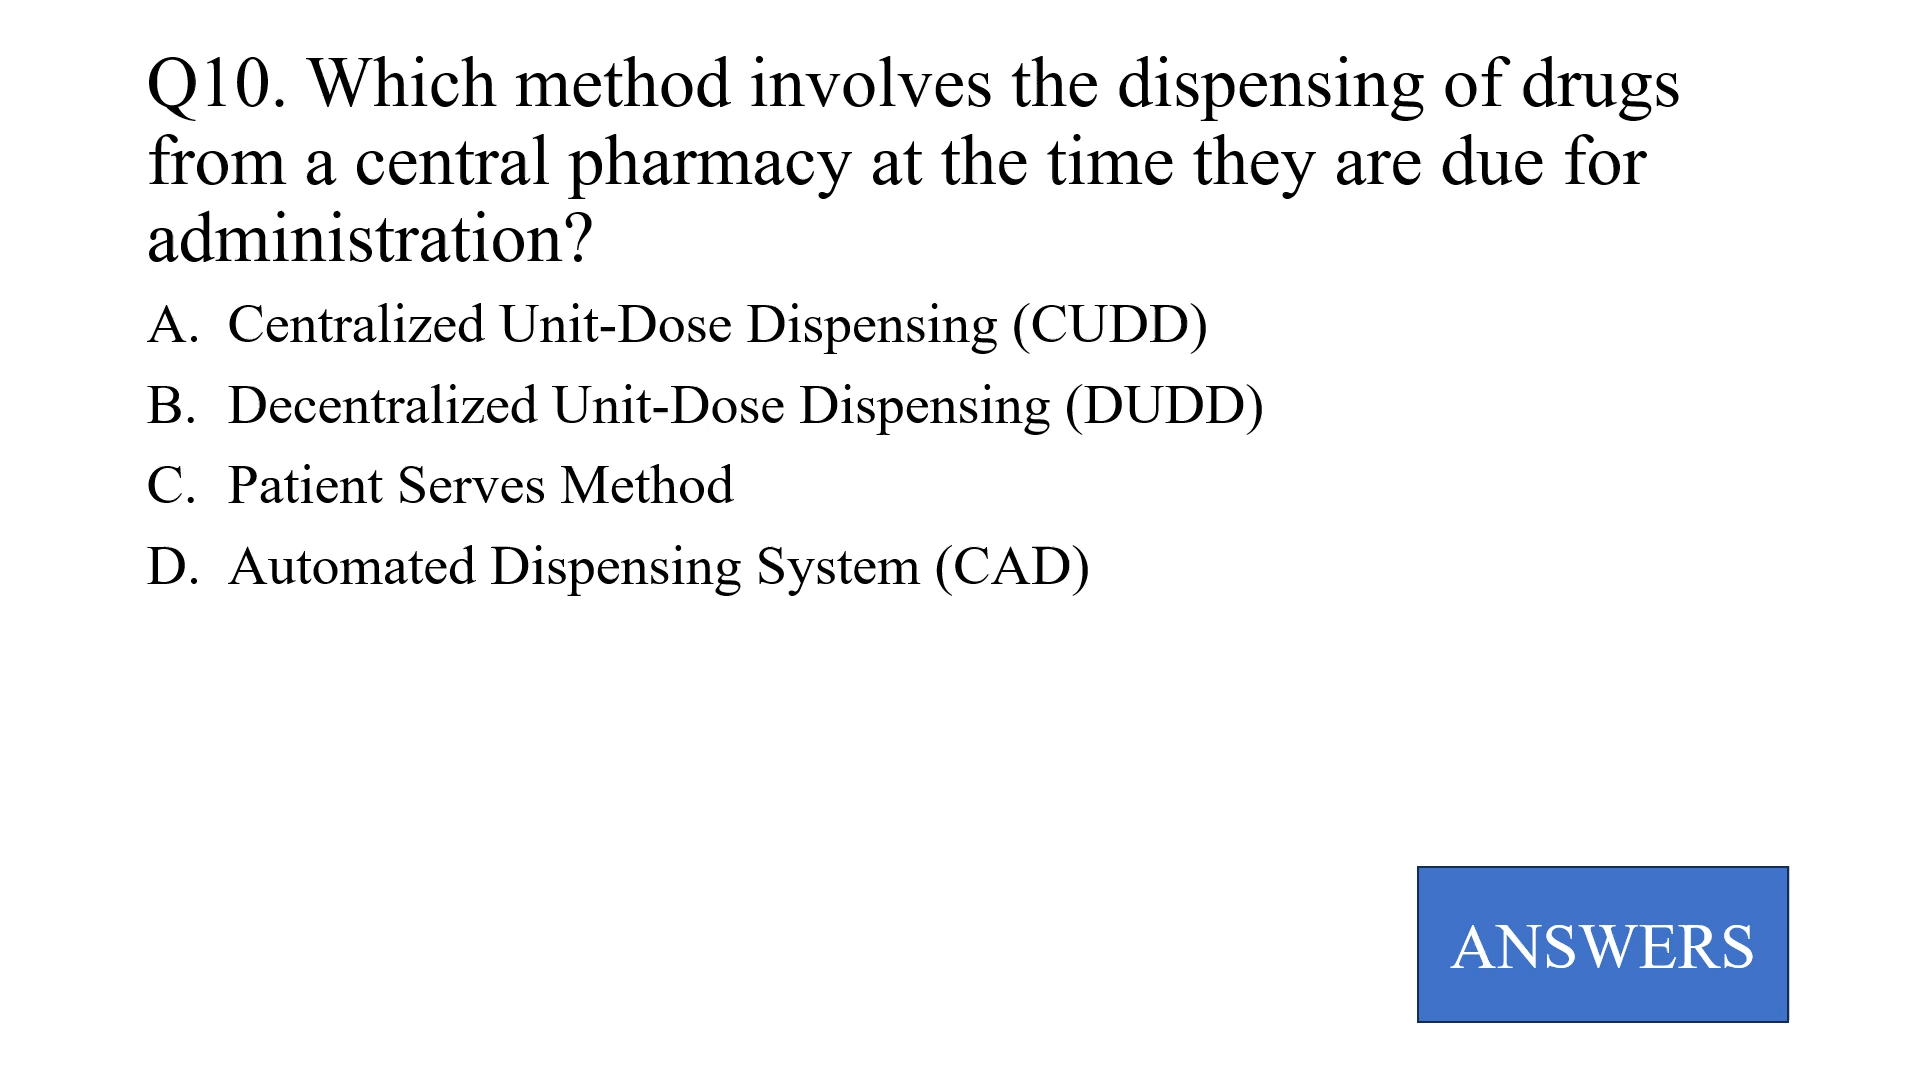 Q10. Which method involves the dispensing of drugs
from a central pharmacy at the time they are due for
administration?
A. Centralized Unit-Dose Dispensing (CUDD)
B. Decentralized Unit-Dose Dispensing (DUDD)
C. Patient Serves Method
D. Automated Dispensing System (CAD)
ANSWERS